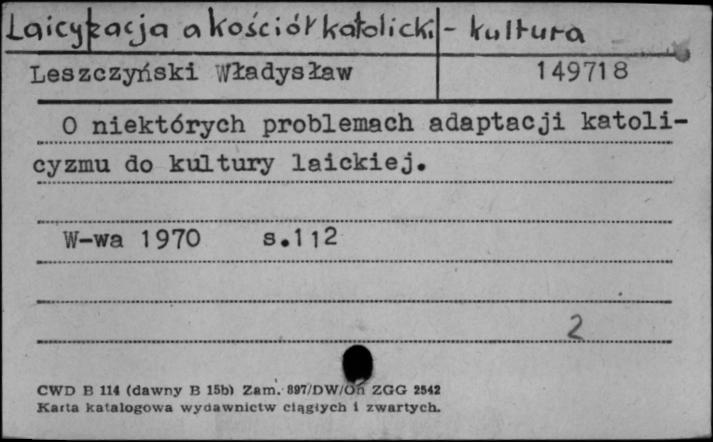 Laicyzacja a kościół katolicki - kultura
Leszczyński Władysław 149718
O niektórych problemach adaptacji katoli-
cyzmu do kultury laickiej.
W-wa 1970 s.112
2
CWD B 114 (dawny B 15b) Zam. 897/DW/Oh ZGG 2542
Karta katalogowa wydawnictw ciągłych i zwartych.